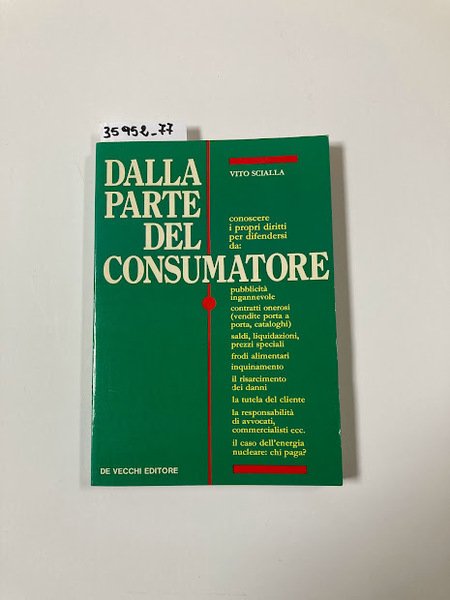 35952_77
DALLA
PARTE
DEL
CONSUMATORE
VITO SCIALLA
conoscere
i propri diritti
per difendersi
da:
pubblicità
ingannevole
contratti onerosi
(vendite porta a
porta, cataloghi)
saldi, liquidazioni,
prezzi speciali
frodi alimentari
inquinamento
il risarcimento
dei danni
la tutela del cliente
la responsabilità
di avvocati,
commercialisti ecc.
il caso dell'energia
nucleare: chi paga?
DE VECCHI EDITORE